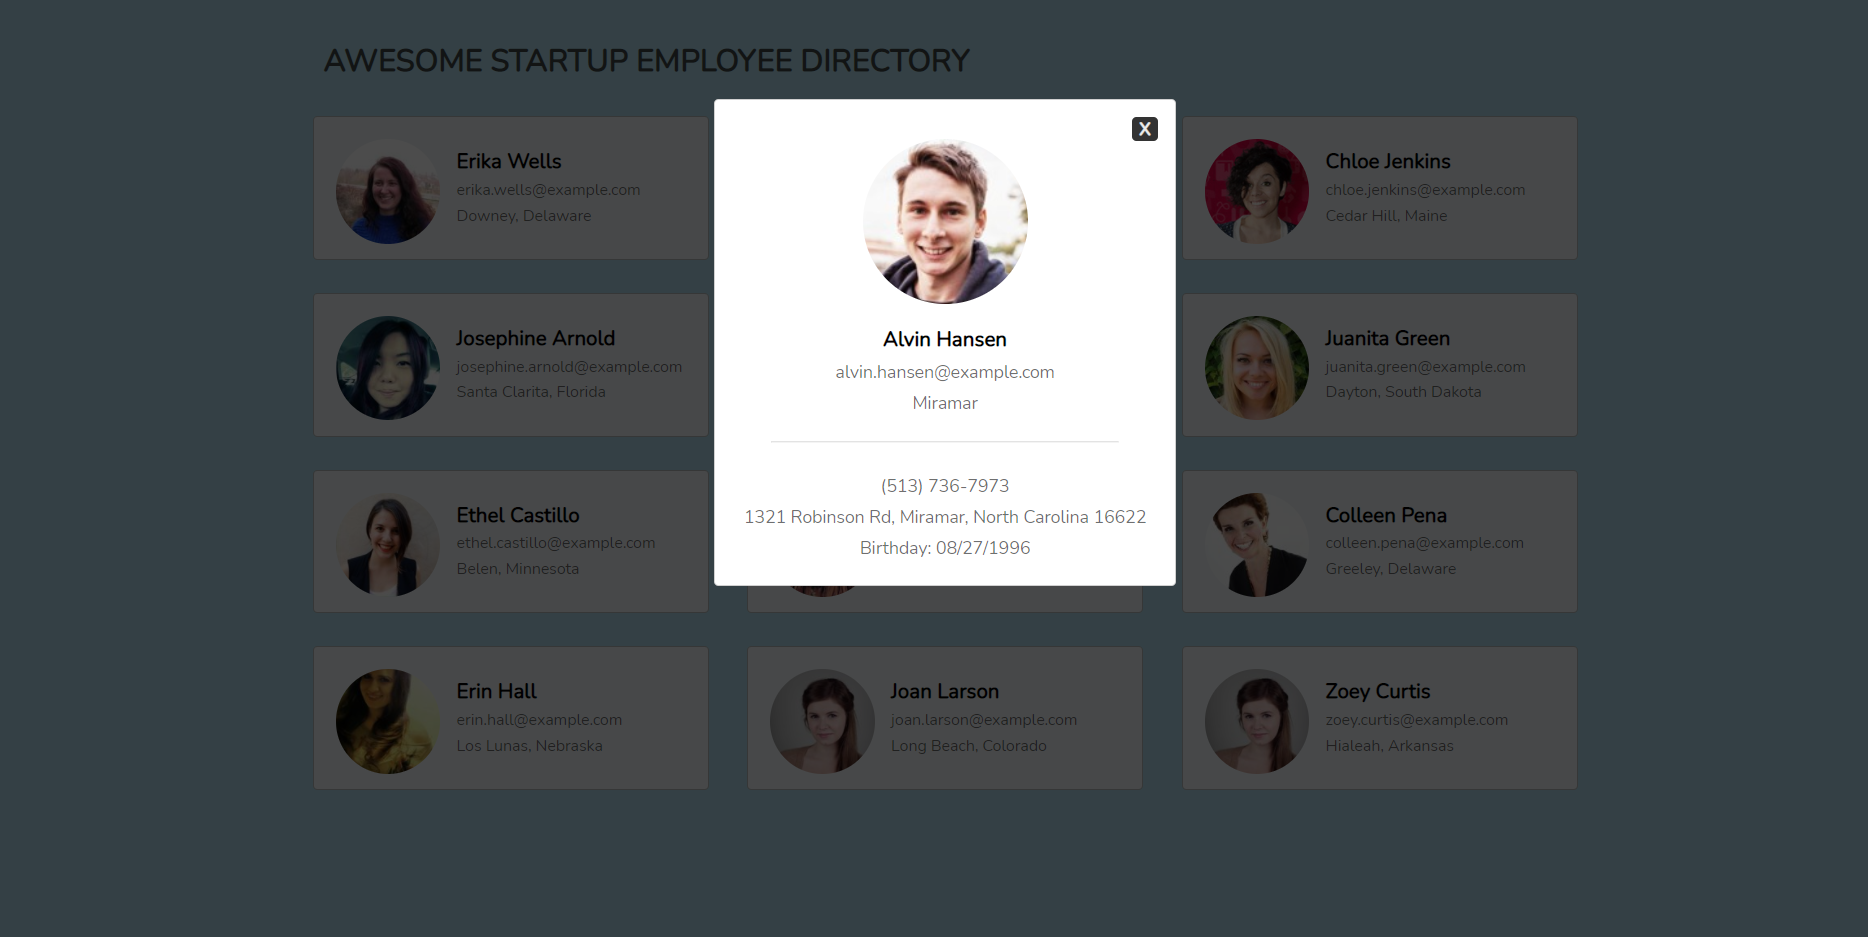 AWESOME STARTUP EMPLOYEE DIRECTORY
Erika Wells
erika.wells@example.com
Downey, Delaware
X
Alvin Hansen
alvin.hansen@example.com
Miramar
(513) 736-7973
1321 Robinson Rd, Miramar, North Carolina 16622
Birthday: 08/27/1996
Chloe Jenkins
chloe.jenkins@example.com
Cedar Hill, Maine
Josephine Arnold
josephine.arnold@example.com
Santa Clarita, Florida
Juanita Green
juanita.green@example.com
Dayton, South Dakota
Ethel Castillo
ethel.castillo@example.com
Belen, Minnesota
Colleen Pena
colleen.pena@example.com
Greeley, Delaware
Erin Hall
erin.hall@example.com
Los Lunas, Nebraska
Joan Larson
joan.larson@example.com
Long Beach, Colorado
Zoey Curtis
zoey.curtis@example.com
Hialeah, Arkansas